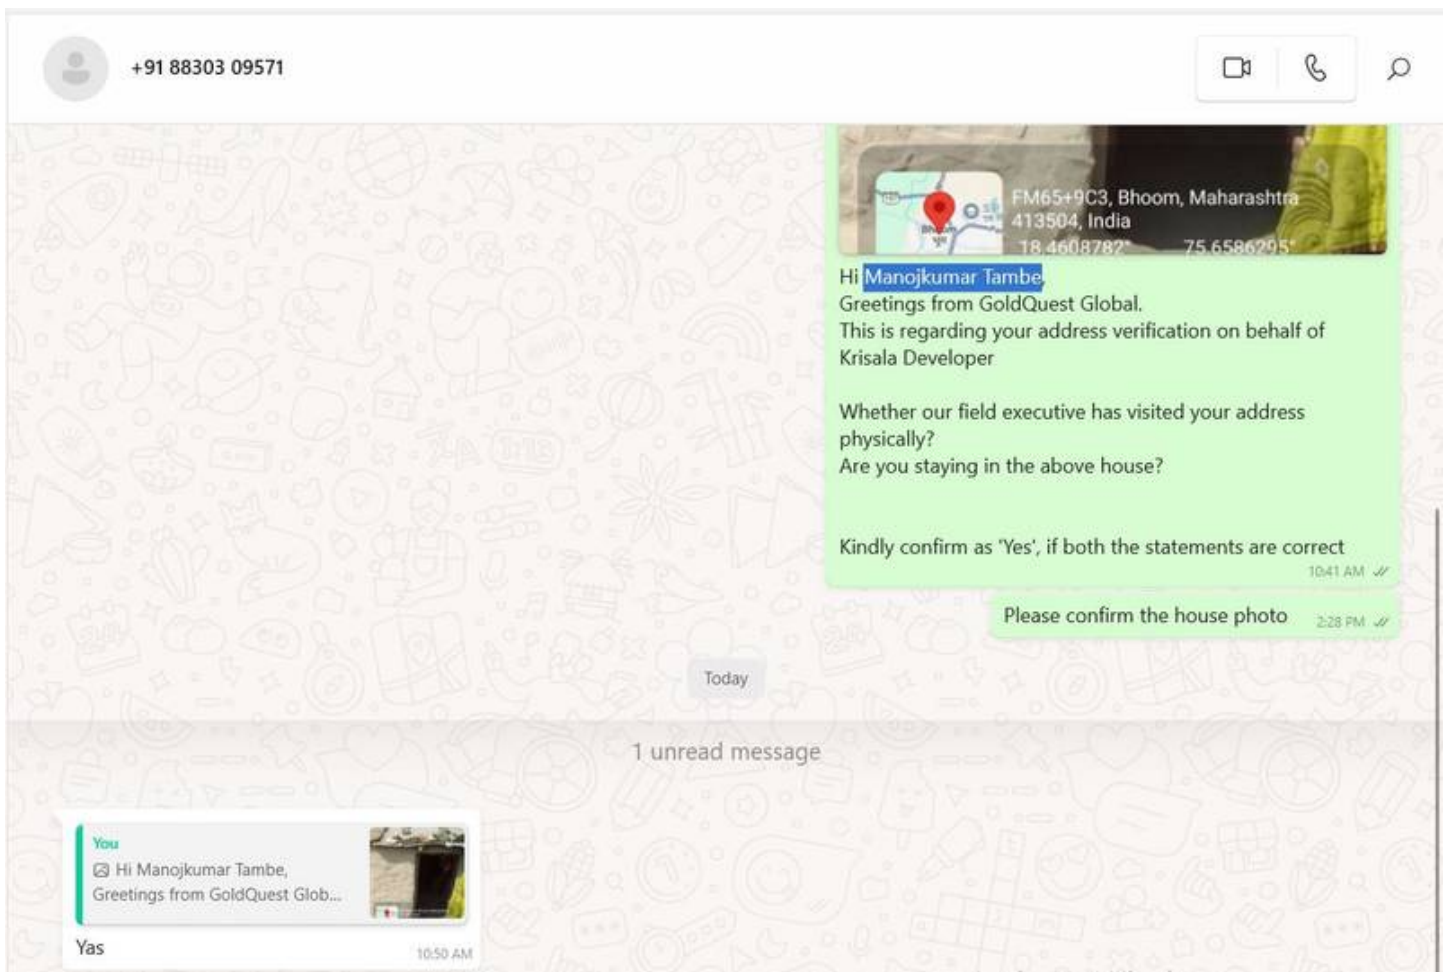 +91 88303 09571
FM65+9C3, Bhoom, Maharashtra
413504, India
18.4608782° 75.6586295°
Hi Manojkumar Tambe,
Greetings from GoldQuest Global.
This is regarding your address verification on behalf of
Krisala Developer
Whether our field executive has visited your address
physically?
Are you staying in the above house?
Kindly confirm as 'Yes', if both the statements are correct
10:41 AM
Please confirm the house photo 2:28 PM
Today
1 unread message
You
Hi Manojkumar Tambe,
Greetings from GoldQuest Glob...
Yas 10:50 AM